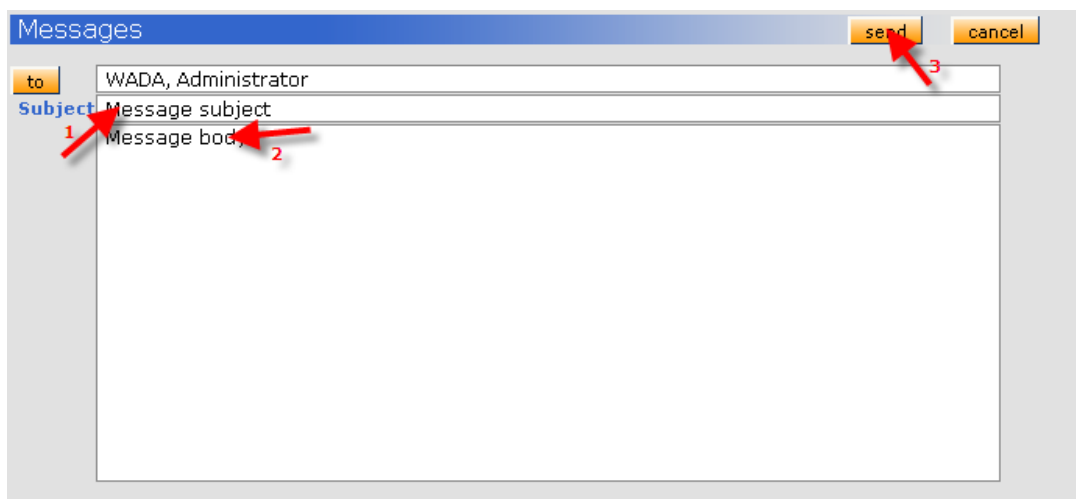 Messages send cancel
3
to WADA, Administrator
Subject Message subject
1 Message body
2